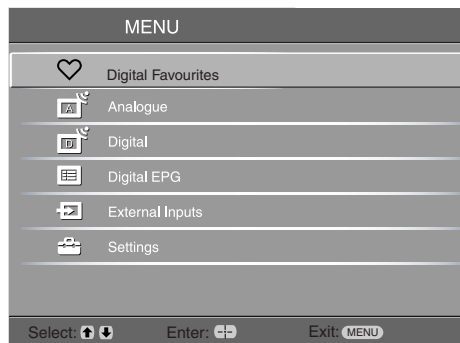 MENU
Digital Favourites
A Analogue
D Digital
Digital EPG
External Inputs
Settings
Select: Enter: Exit: MENU